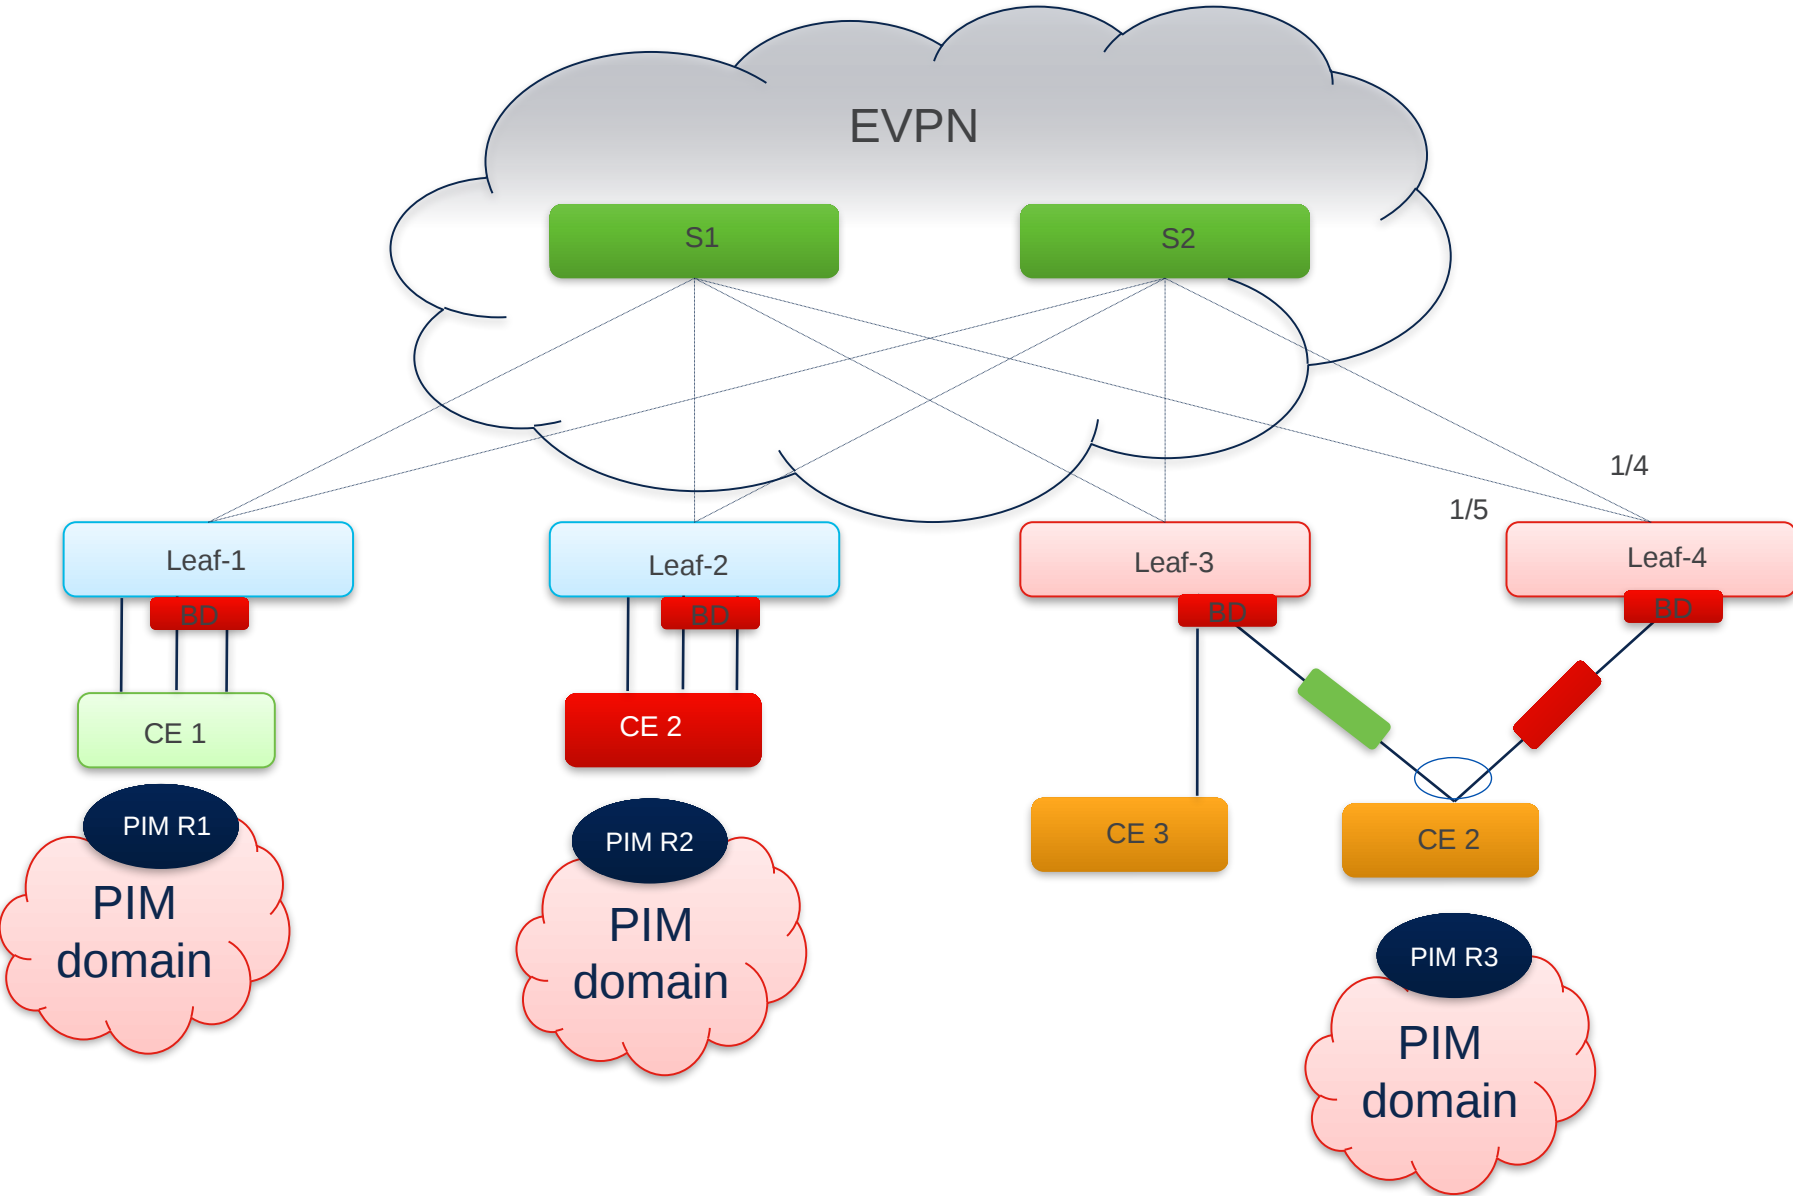 EVPN
S1
S2
1/4
1/5
Leaf-1
Leaf-2
Leaf-3
Leaf-4
BD
BD
BD
BD
CE 1
CE 2
CE 3
CE 2
PIM R1
PIM
domain
PIM R2
PIM
domain
PIM R3
PIM
domain